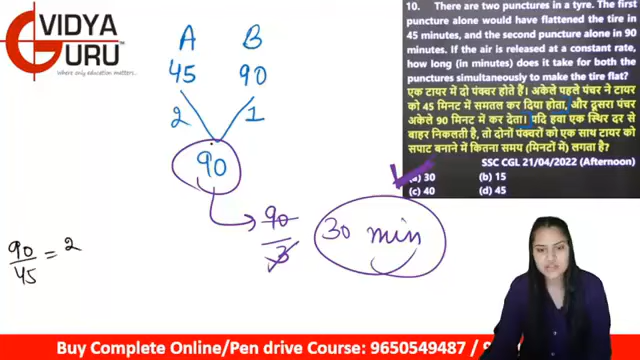 VIDYA
GURU
Where only education matters...
A B
45 90
2 1
90
90
3
30 min
90
45
= 2
10. There are two punctures in a tyre. The first
puncture alone would have flattened the tire in
45 minutes, and the second puncture alone in 90
minutes. If the air is released at a constant rate,
how long (in minutes) does it take for both the
punctures simultaneously to make the tire flat?
एक टायर में दो पंक्चर होते हैं। अकेले पहले पंचर ने टायर
को 45 मिनट में समतल कर दिया होता, और दूसरा पंक्चर
अकेले 90 मिनट में कर देता। यदि हवा एक स्थिर दर से
बाहर निकलती है, तो दोनों पंक्चरों को एक साथ टायर को
सपाट बनाने में कितना समय (मिनटों में) लगता है?
SSC CGL 21/04/2022 (Afternoon)
(a) 30 (b) 15
(c) 40 (d) 45
Buy Complete Online/Pen drive Course: 9650549487 /